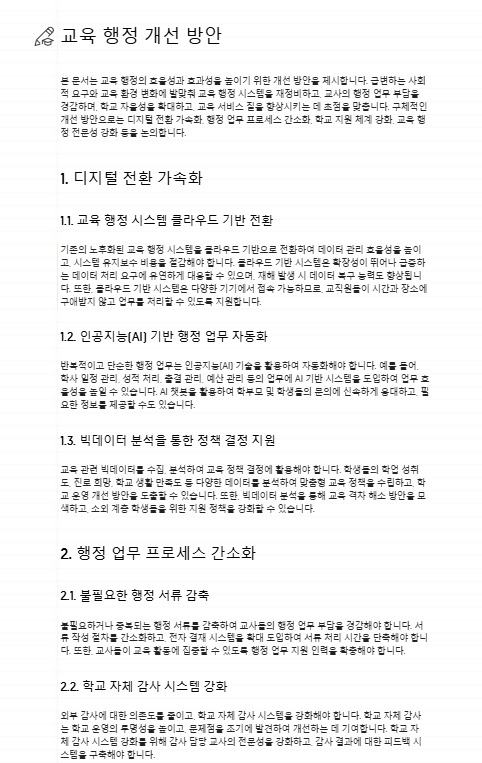 교육 행정 개선 방안
본 문서는 교육 행정의 효율성과 효과성을 높이기 위한 개선 방안을 제시합니다. 급변하는 사회
적 요구와 교육 환경 변화에 발맞춰 교육 행정 시스템을 재정비하고, 교사의 행정 업무 부담을
경감하며, 학교 자율성을 확대하고, 교육 서비스 질을 향상시키는 데 초점을 맞춥니다. 구체적인
개선 방안으로는 디지털 전환 가속화, 행정 업무 프로세스 간소화, 학교 지원 체계 강화, 교육 행
정 전문성 강화 등을 논의합니다.
1. 디지털 전환 가속화
1.1. 교육 행정 시스템 클라우드 기반 전환
기존의 노후화된 교육 행정 시스템을 클라우드 기반으로 전환하여 데이터 관리 효율성을 높이
고, 시스템 유지보수 비용을 절감해야 합니다. 클라우드 기반 시스템은 확장성이 뛰어나 급증하
는 데이터 처리 요구에 유연하게 대응할 수 있으며, 재해 발생 시 데이터 복구 능력도 향상됩니
다. 또한, 클라우드 기반 시스템은 다양한 기기에서 접속 가능하므로, 교직원들이 시간과 장소에
구애받지 않고 업무를 처리할 수 있도록 지원합니다.
1.2. 인공지능(AI) 기반 행정 업무 자동화
반복적이고 단순한 행정 업무는 인공지능(AI) 기술을 활용하여 자동화해야 합니다. 예를 들어,
학사 일정 관리, 성적 처리, 출결 관리, 예산 관리 등의 업무에 AI 기반 시스템을 도입하여 업무 효
율성을 높일 수 있습니다. AI 챗봇을 활용하여 학부모 및 학생들의 문의에 신속하게 응대하고, 필
요한 정보를 제공할 수도 있습니다.
1.3. 빅데이터 분석을 통한 정책 결정 지원
교육 관련 빅데이터를 수집, 분석하여 교육 정책 결정에 활용해야 합니다. 학생들의 학업 성취
도, 진로 희망, 학교 생활 만족도 등 다양한 데이터를 분석하여 맞춤형 교육 정책을 수립하고, 학
교 운영 개선 방안을 도출할 수 있습니다. 또한, 빅데이터 분석을 통해 교육 격차 해소 방안을 모
색하고, 소외 계층 학생들을 위한 지원 정책을 강화할 수 있습니다.
2. 행정 업무 프로세스 간소화
2.1. 불필요한 행정 서류 감축
불필요하거나 중복되는 행정 서류를 감축하여 교사들의 행정 업무 부담을 경감해야 합니다. 서
류 작성 절차를 간소화하고, 전자 결재 시스템을 확대 도입하여 서류 처리 시간을 단축해야 합니
다. 또한, 교사들이 교육 활동에 집중할 수 있도록 행정 업무 지원 인력을 확충해야 합니다.
2.2. 학교 자체 감사 시스템 강화
외부 감사에 대한 의존도를 줄이고, 학교 자체 감사 시스템을 강화해야 합니다. 학교 자체 감사
는 학교 운영의 투명성을 높이고, 문제점을 조기에 발견하여 개선하는 데 기여합니다. 학교 자
체 감사 시스템 강화를 위해 감사 담당 교사의 전문성을 강화하고, 감사 결과에 대한 피드백 시
스템을 구축해야 합니다.